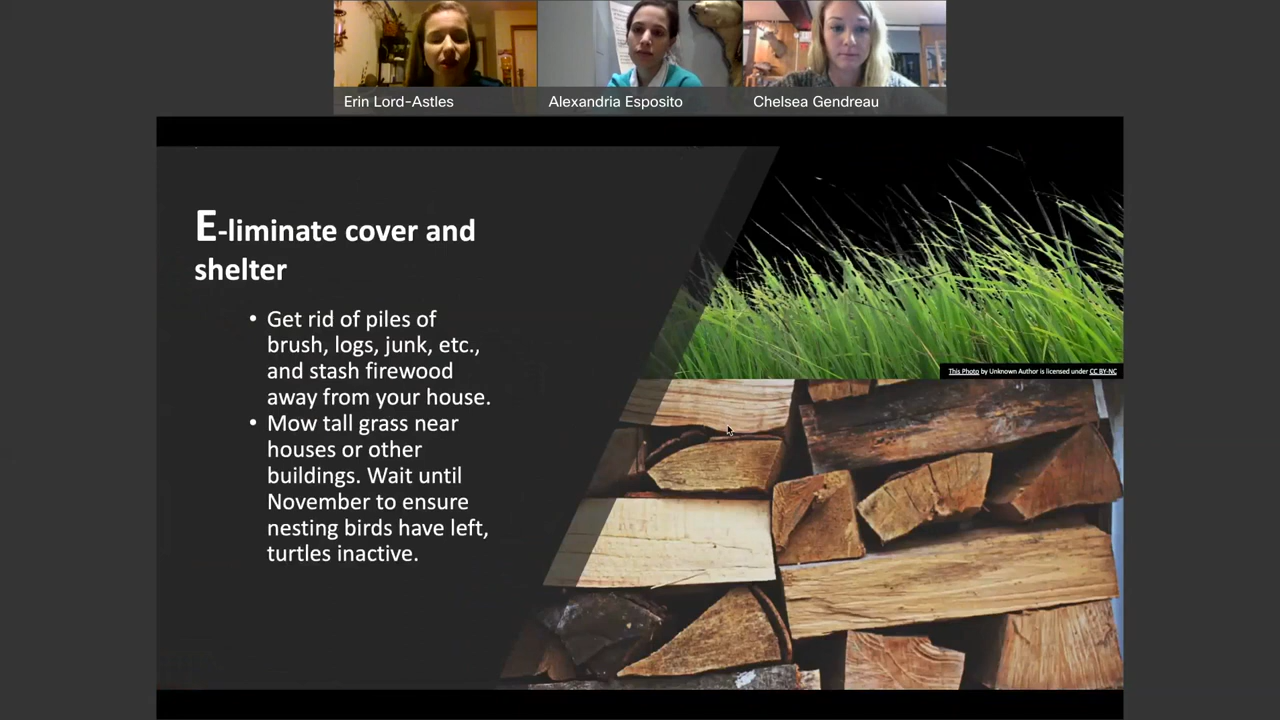 Erin Lord-Astles
Alexandria Esposito
Chelsea Gendreau
E-liminate cover and
shelter
• Get rid of piles of
brush, logs, junk, etc.,
and stash firewood
away from your house.
• Mow tall grass near
houses or other
buildings. Wait until
November to ensure
nesting birds have left,
turtles inactive.
This Photo by Unknown Author is licensed under CC BY-NC